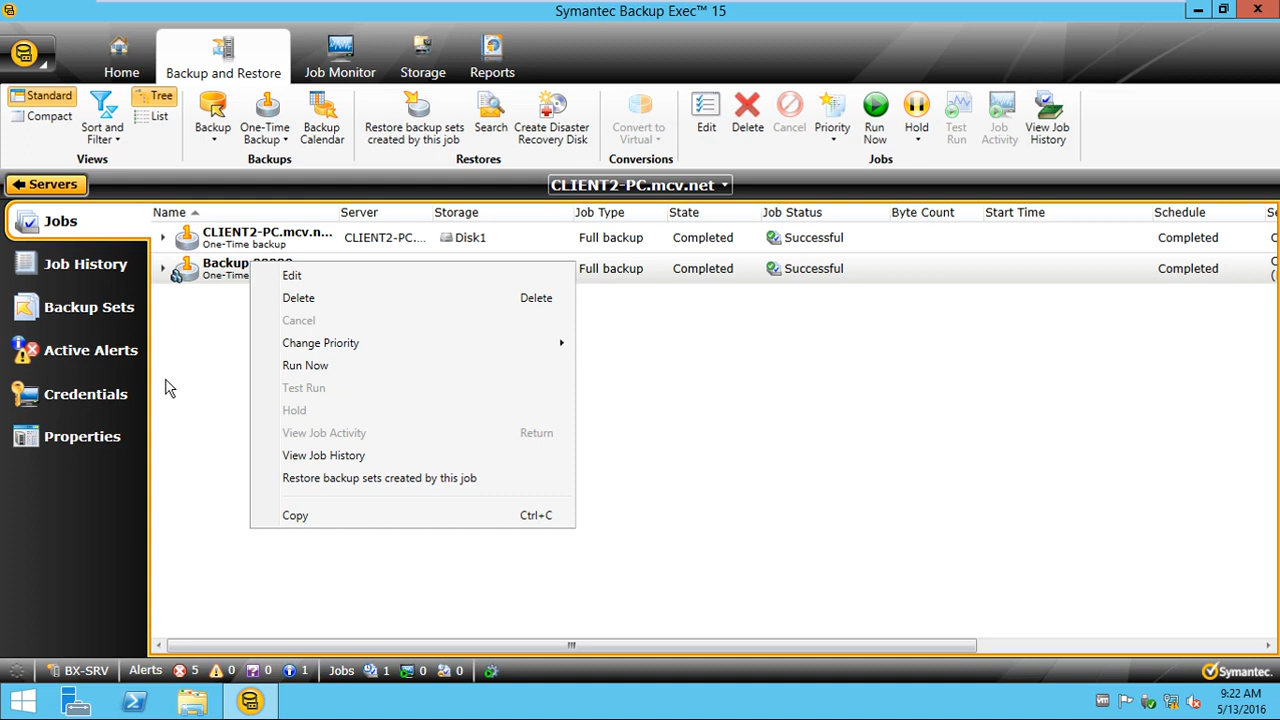 Symantec Backup Exec™ 15
Home
Backup and Restore
Job Monitor
Storage
Reports
Standard
Compact
Sort and Filter
Tree
List
Views
Backup
One-Time Backup
Backup Calendar
Backups
Restore backup sets created by this job
Search
Create Disaster Recovery Disk
Restores
Convert to Virtual
Conversions
Edit
Delete
Cancel
Priority
Run Now
Hold
Test Run
Job Activity
View Job History
Jobs
Servers
CLIENT2-PC.mcv.net
Jobs
Job History
Backup Sets
Active Alerts
Credentials
Properties
Name Server Storage Job Type State Job Status Byte Count Start Time Schedule Se
CLIENT2-PC.mcv.n... CLIENT2-PC.... Disk1 Full backup Completed Successful Completed
One-Time backup
Backup Full backup Completed Successful Completed
One-Time
Edit
Delete Delete
Cancel
Change Priority
Run Now
Test Run
Hold
View Job Activity Return
View Job History
Restore backup sets created by this job
Copy Ctrl+C
BX-SRV Alerts 5 0 0 1 Jobs 1 0 0 Symantec.
9:22 AM
5/13/2016